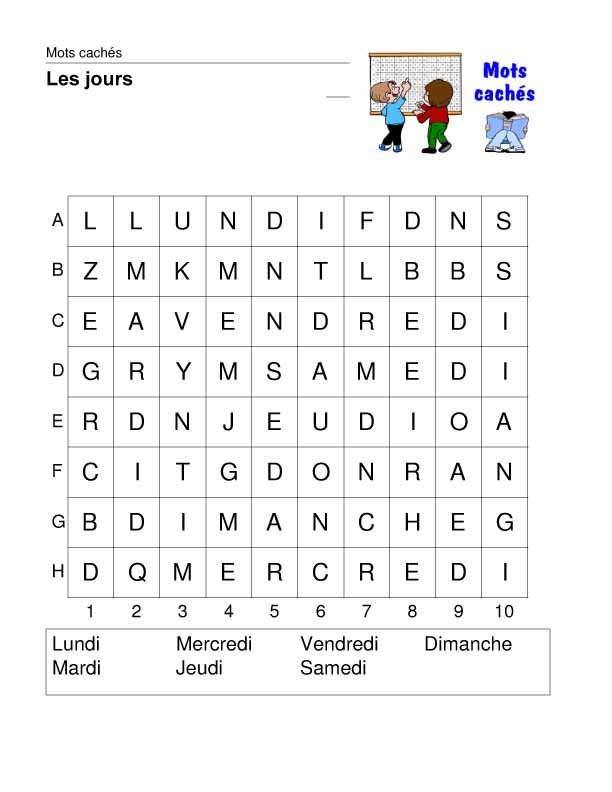 Mots cachés
Les jours
Mots
cachés
A L L U N D I F D N S
B Z M K M N T L B B S
C E A V E N D R E D I
D G R Y M S A M E D I
E R D N J E U D I O A
F C I T G D O N R A N
G B D I M A N C H E G
H D Q M E R C R E D I
1 2 3 4 5 6 7 8 9 10
Lundi Mercredi Vendredi Dimanche
Mardi Jeudi Samedi